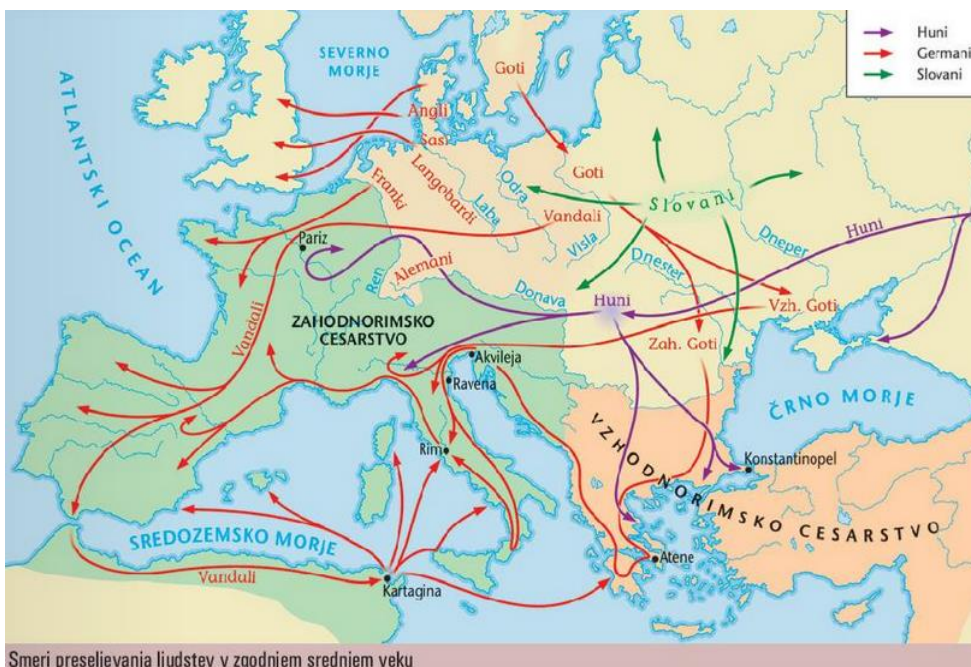 Huni
Germani
Slovani
ATLANTSKI OCEAN
SEVERNO
MORJE
Goti
Angli
Sasi
Franki
Langobardi
Laba
Odra
Goti
Vandali
Visla
Slovani
Dneper
Dnester
Huni
Pariz
Ren
Alemani
Donava
Huni
Vzh. Goti
Zah. Goti
Vandali
ZAHODNORIMSKO
CESARSTVO
Akvileja
Ravena
Rim
ČRNO MORJE
Konstantinopel
VZHODNORIMSKO CESARSTVO
Atene
SREDOZEMSKO MORJE
Vandali
Kartagina
Smeri preseljevanja ljudstev v zgodnjem srednjem veku